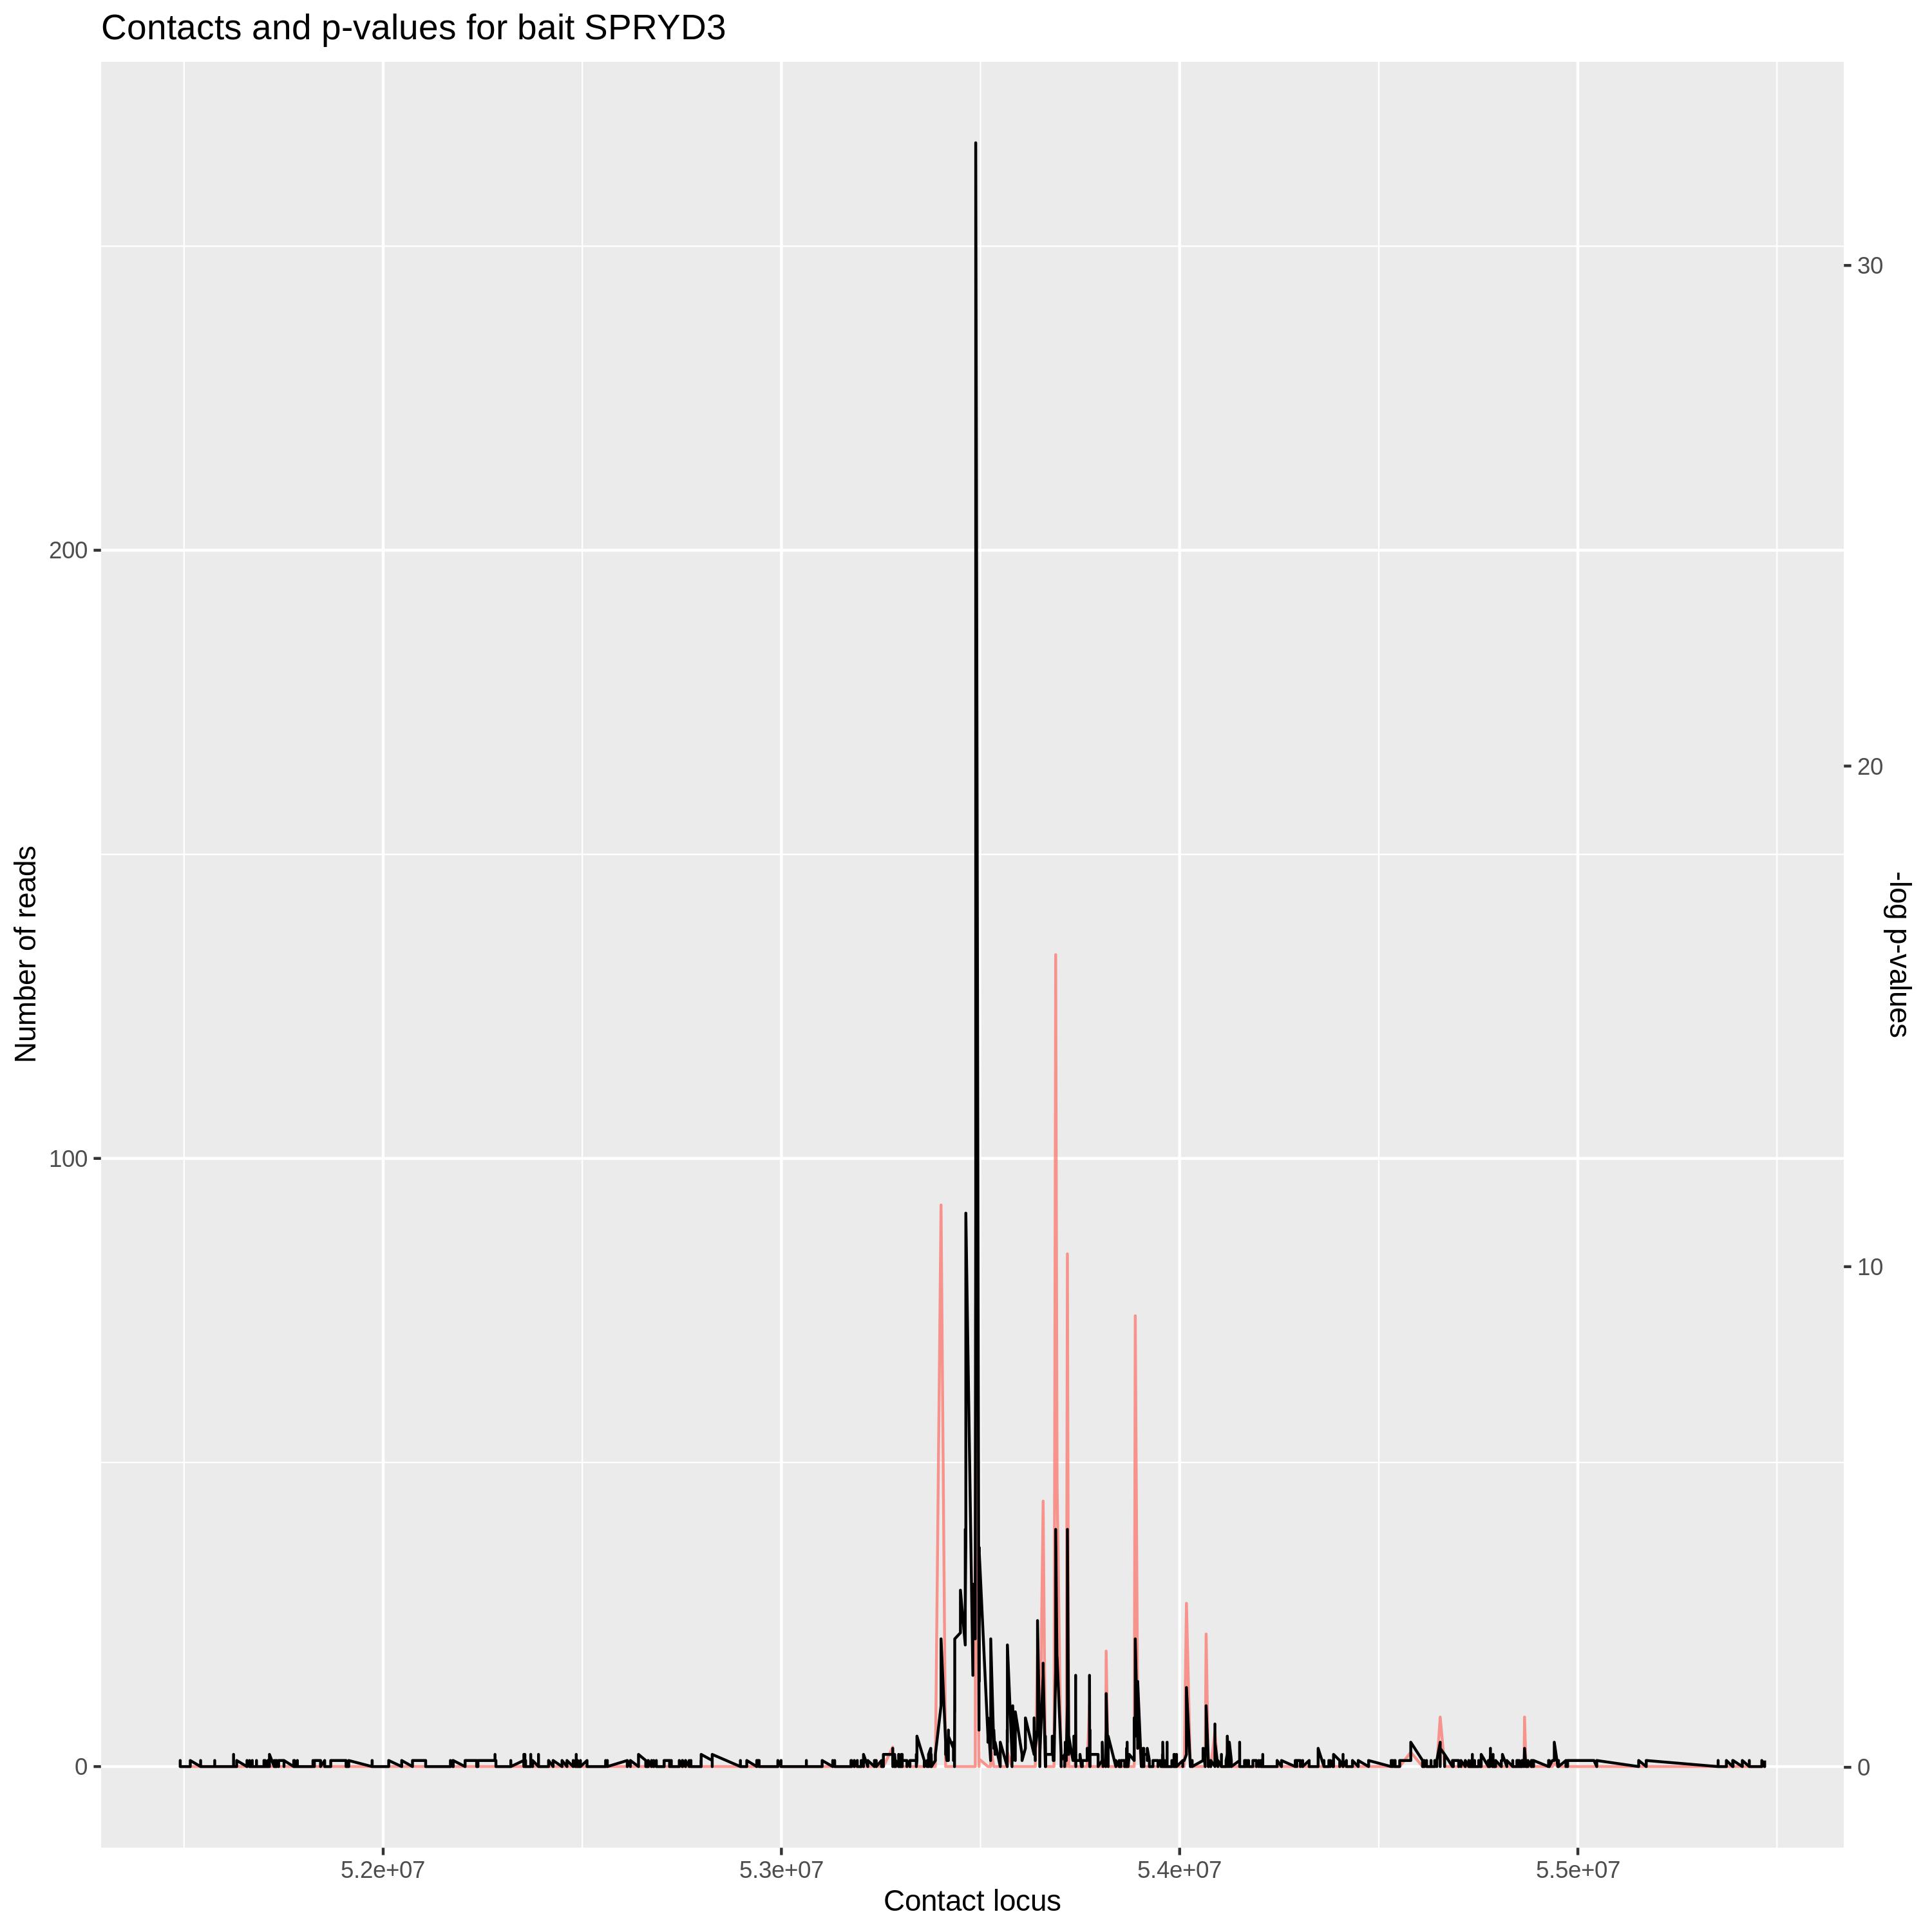 Contacts and p-values for bait SPRYD3
Number of reads
200
100
0
30
20
10
0
-log p-values
5.2e+07
5.3e+07
5.4e+07
5.5e+07
Contact locus